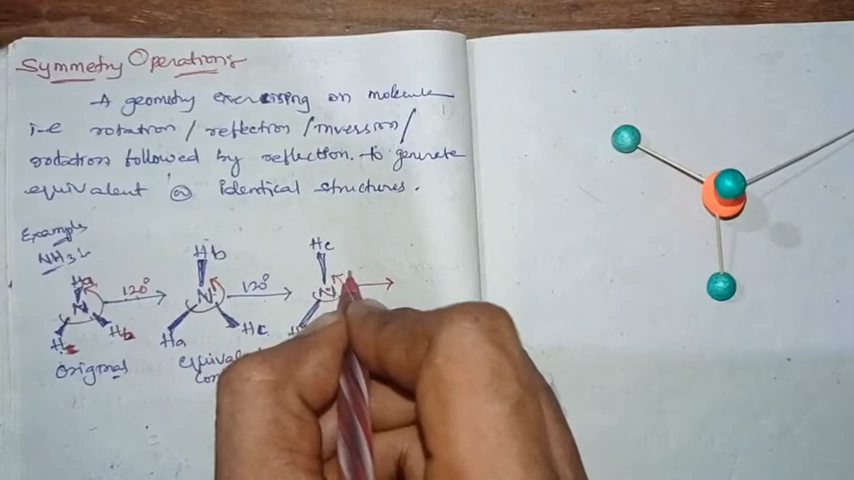 Symmetry Operations
A geometry exercising on molecule
i-e rotation / reflection / inversion /
rotation followed by reflection. to generate
equivalent (or) identical structures.
Example
NH3
Ha Hb Hc
N 120° N 120° N
Hc Hb Ha Hc H
original